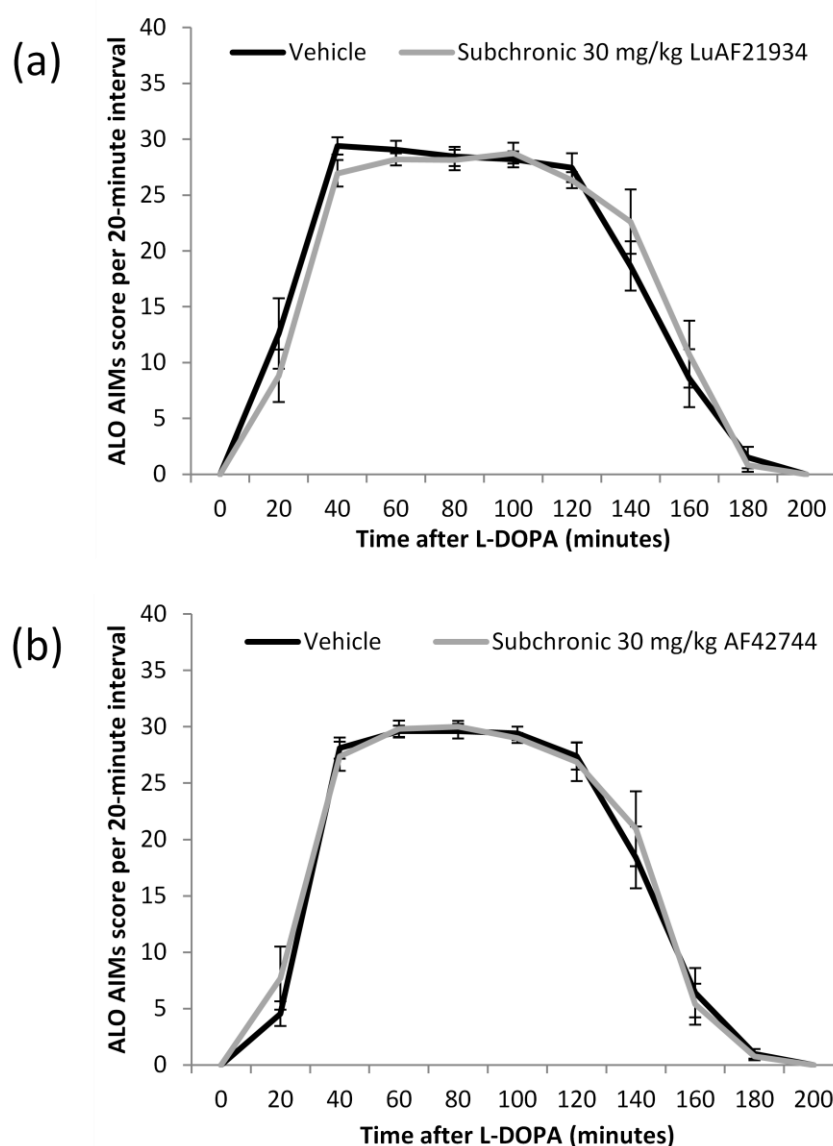 (a)
Vehicle Subchronic 30 mg/kg LuAF21934
ALO AIMs score per 20-minute interval
40
35
30
25
20
15
10
5
0
0 20 40 60 80 100 120 140 160 180 200
Time after L-DOPA (minutes)
(b)
Vehicle Subchronic 30 mg/kg AF42744
ALO AIMs score per 20-minute interval
40
35
30
25
20
15
10
5
0
0 20 40 60 80 100 120 140 160 180 200
Time after L-DOPA (minutes)